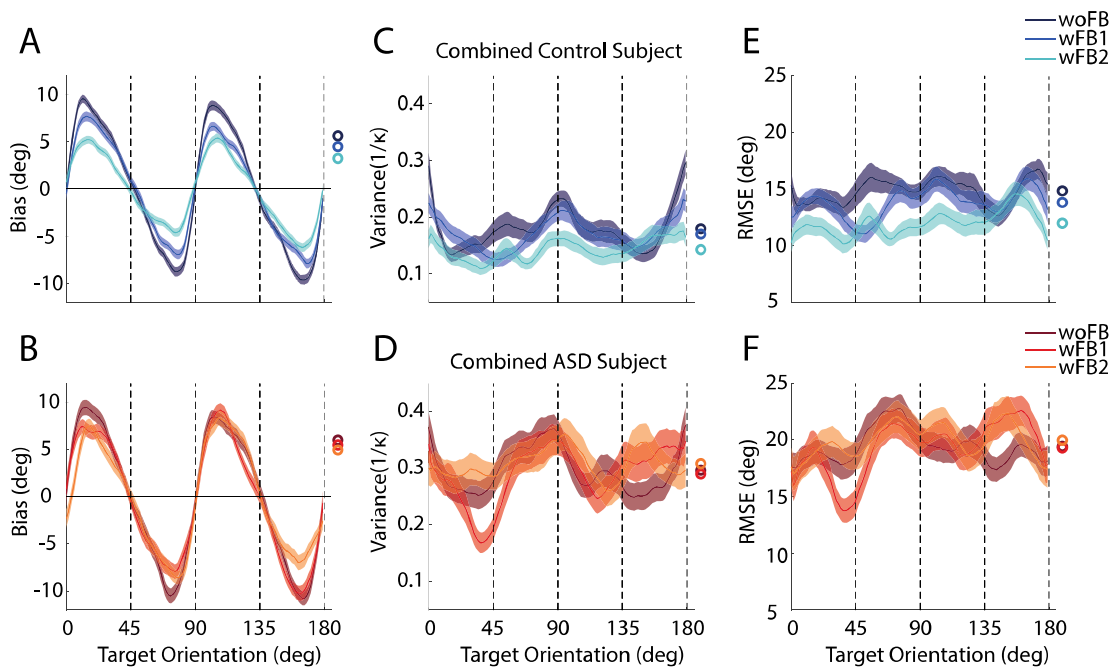 A
C
Combined Control Subject
E
woFB
wFB1
wFB2
Bias (deg)
10
5
0
-5
-10
Variance(1/κ)
0.4
0.3
0.2
0.1
RMSE (deg)
25
20
15
10
5
B
D
Combined ASD Subject
F
woFB
wFB1
wFB2
Bias (deg)
10
5
0
-5
-10
0
45
90
135
180
Target Orientation (deg)
Variance(1/κ)
0.4
0.3
0.2
0.1
0
45
90
135
180
Target Orientation (deg)
RMSE (deg)
25
20
15
10
5
0
45
90
135
180
Target Orientation (deg)